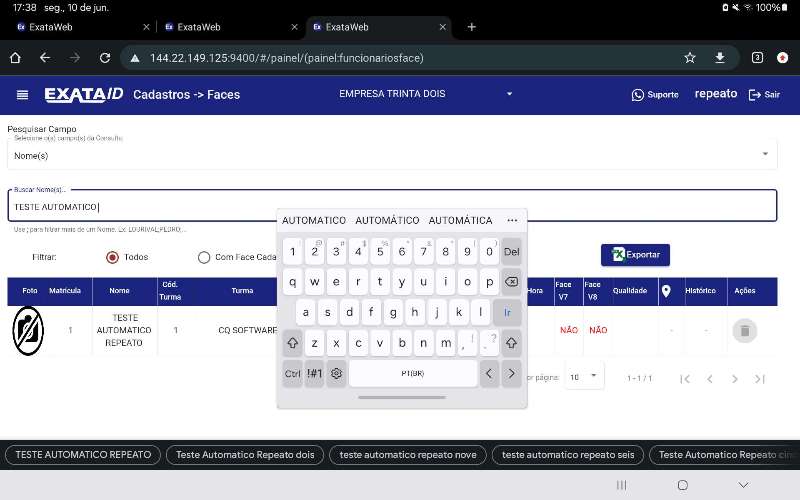 17:38 seg., 10 de jun. 100%
ExataWeb ExataWeb ExataWeb
144.22.149.125:9400/#/painel/(painel:funcionariosface) 3
EXATA ID Cadastros -> Faces EMPRESA TRINTA DOIS Suporte repeato Sair
Pesquisar Campo
Selecione o(s) campo(s) da Consulta
Nome(s)
Buscar Nome(s)...
TESTE AUTOMATICO
Use ; para filtrar mais de um Nome. Ex: LOURIVAL;PEDRO;...
AUTOMATICO AUTOMÁTICO AUTOMÁTICA ...
Filtrar: Todos Com Face Cada Exportar
1 2 3 4 5 6 7 8 9 0 Del
@ # $ % ^ & * ( )
q w e r t y u i o p
a s d f g h j k l Ir
z x c v b n m , ! . ?
Ctrl !#1 PT(BR)
Foto Matrícula Nome Cód. Turma Turma Hora Face V7 Face V8 Qualidade Histórico Ações
1 TESTE AUTOMATICO REPEATO 1 CQ SOFTWARE NÃO NÃO - -
or página: 10 1 - 1 / 1
TESTE AUTOMATICO REPEATO Teste Automatico Repeato dois teste automatico repeato nove teste automatico repeato seis Teste Automatico Repeato cinc